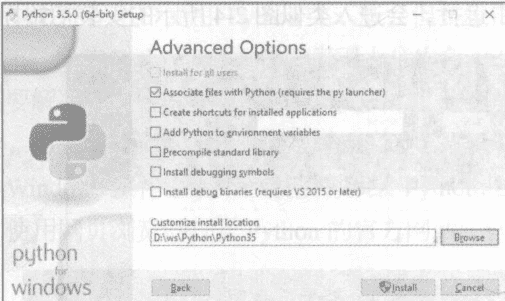 Python 3.5.0 (64-bit) Setup
Advanced Options
Install for all users
Associate files with Python (requires the py launcher)
Create shortcuts for installed applications
Add Python to environment variables
Precompile standard library
Install debugging symbols
Install debug binaries (requires VS 2015 or later)
Customize install location
D:\ws\Python\Python35
Browse
python
for
windows
Back
Install
Cancel